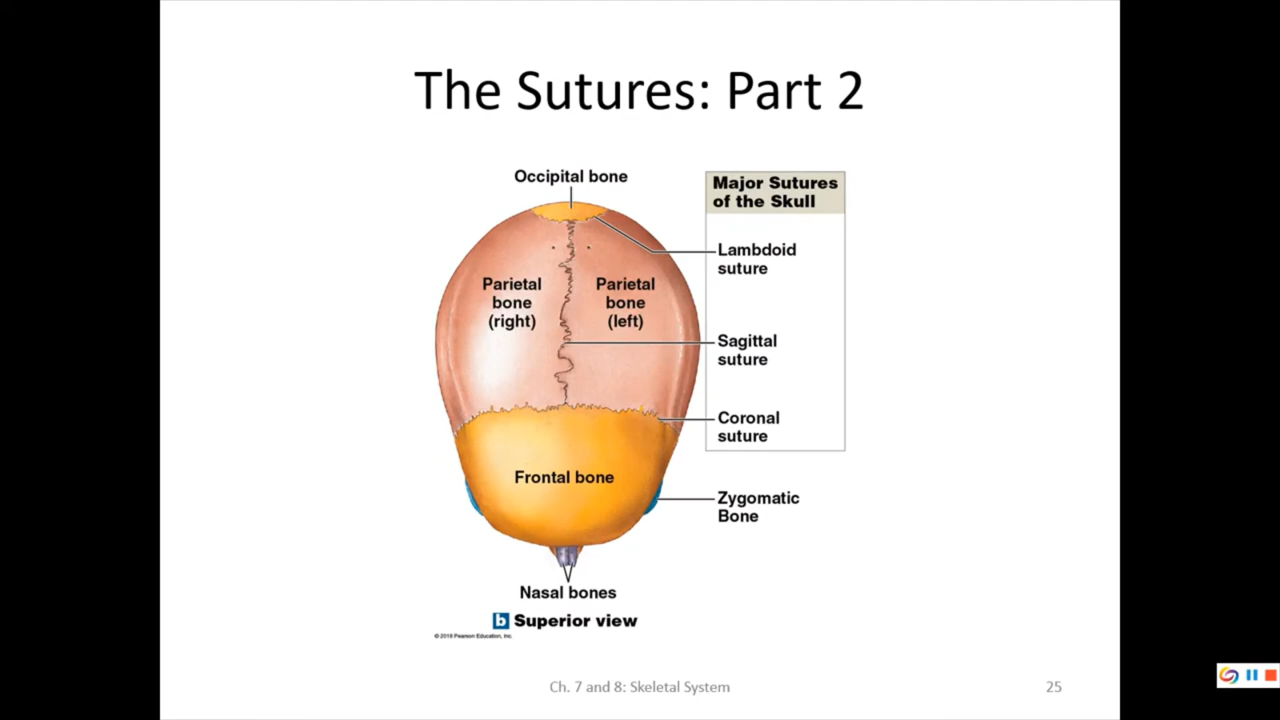 The Sutures: Part 2
Occipital bone
Major Sutures
of the Skull
Lambdoid
suture
Parietal
bone
(right)
Parietal
bone
(left)
Sagittal
suture
Coronal
suture
Frontal bone
Zygomatic
Bone
Nasal bones
b Superior view
© 2018 Pearson Education, Inc.
Ch. 7 and 8: Skeletal System
25